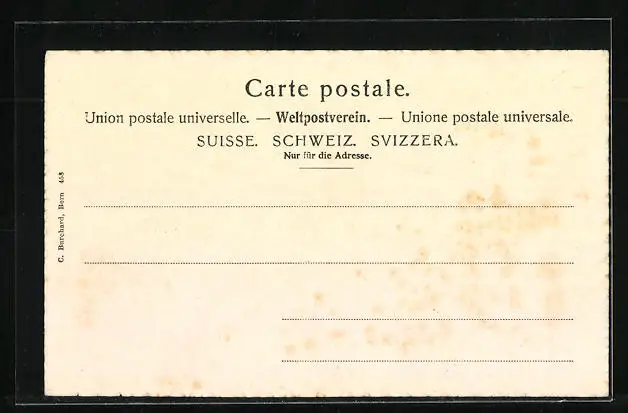 Carte postale.
Union postale universelle. — Weltpostverein. — Unione postale universale.
SUISSE. SCHWEIZ. SVIZZERA.
Nur für die Adresse.
C. Burchard, Bern 458